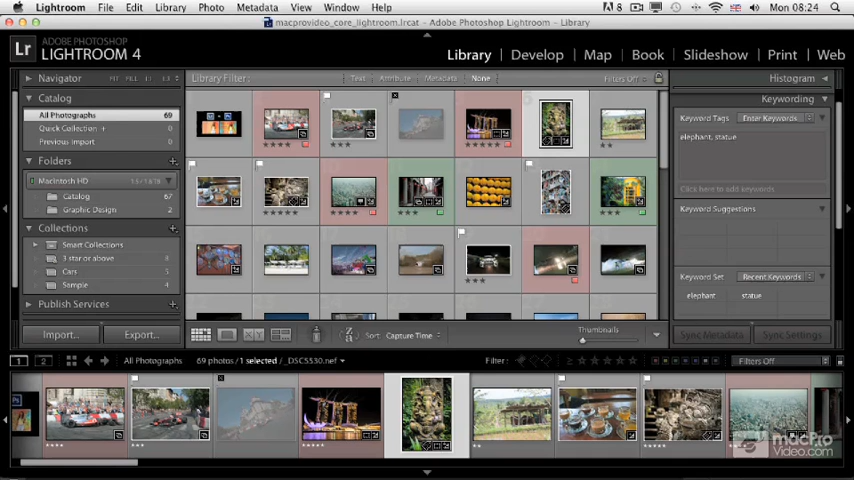 Lightroom File Edit Library Photo Metadata View Window Help
8 Mon 08:24
macprovideo_core_lightroom.lrcat - Adobe Photoshop Lightroom - Library
Lr ADOBE PHOTOSHOP
LIGHTROOM 4
Library | Develop | Map | Book | Slideshow | Print | Web
Navigator FIT FILL
Library Filter: Text Attribute Metadata None Filters Off
Histogram
Catalog
All Photographs 69
Quick Collection + 0
Previous Import 0
Folders
Macintosh HD
Catalog 67
Graphic Design 2
Collections
Smart Collections
3 star or above 8
Cars 5
Sample 4
Publish Services
Import... Export...
Keywording
Keyword Tags Enter Keywords
elephant, statue
Click here to add keywords
Keyword Suggestions
Keyword Set Recent Keywords
elephant statue
Sort: Capture Time Thumbnails
Sync Metadata Sync Settings
1 2 All Photographs 69 photos / 1 selected / _DSC5530.nef Filter : Filters Off
macPro
Video.com